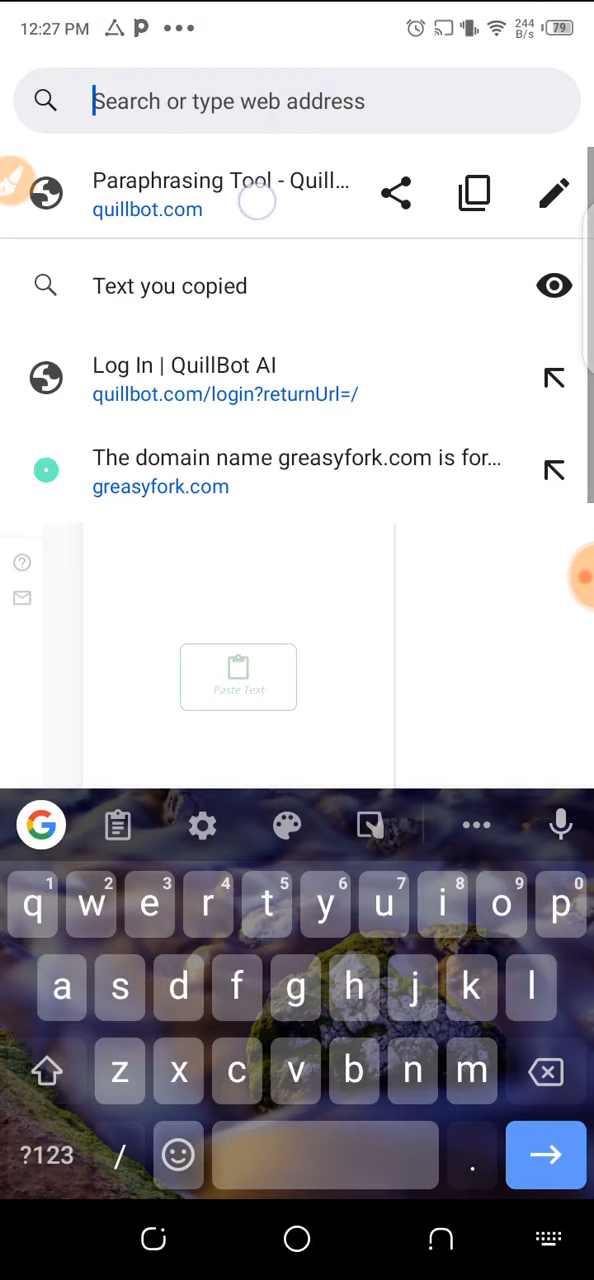 12:27 PM
244
B/s
79
Search or type web address
Paraphrasing Tool - Quill...
quillbot.com
Text you copied
Log In | QuillBot AI
quillbot.com/login?returnUrl=/
The domain name greasyfork.com is for...
greasyfork.com
Paste Text
1 2 3 4 5 6 7 8 9 0
q w e r t y u i o p
a s d f g h j k l
z x c v b n m
?123 / .